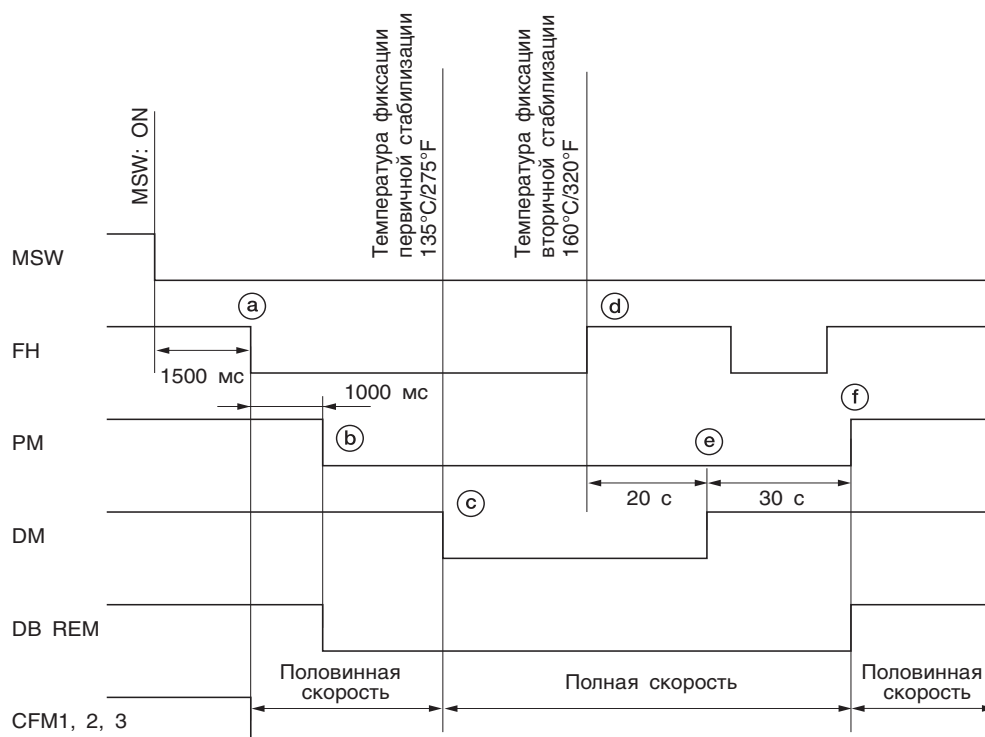 Температура фиксации
первичной стабилизации
135°C/275°F
Температура фиксации
вторичной стабилизации
160°C/320°F
MSW: ON
MSW
a
d
FH
1500 мс
1000 мс
f
PM
b
e
20 с
30 с
c
DM
DB REM
Половинная
скорость
Полная скорость
Половинная
скорость
CFM1, 2, 3